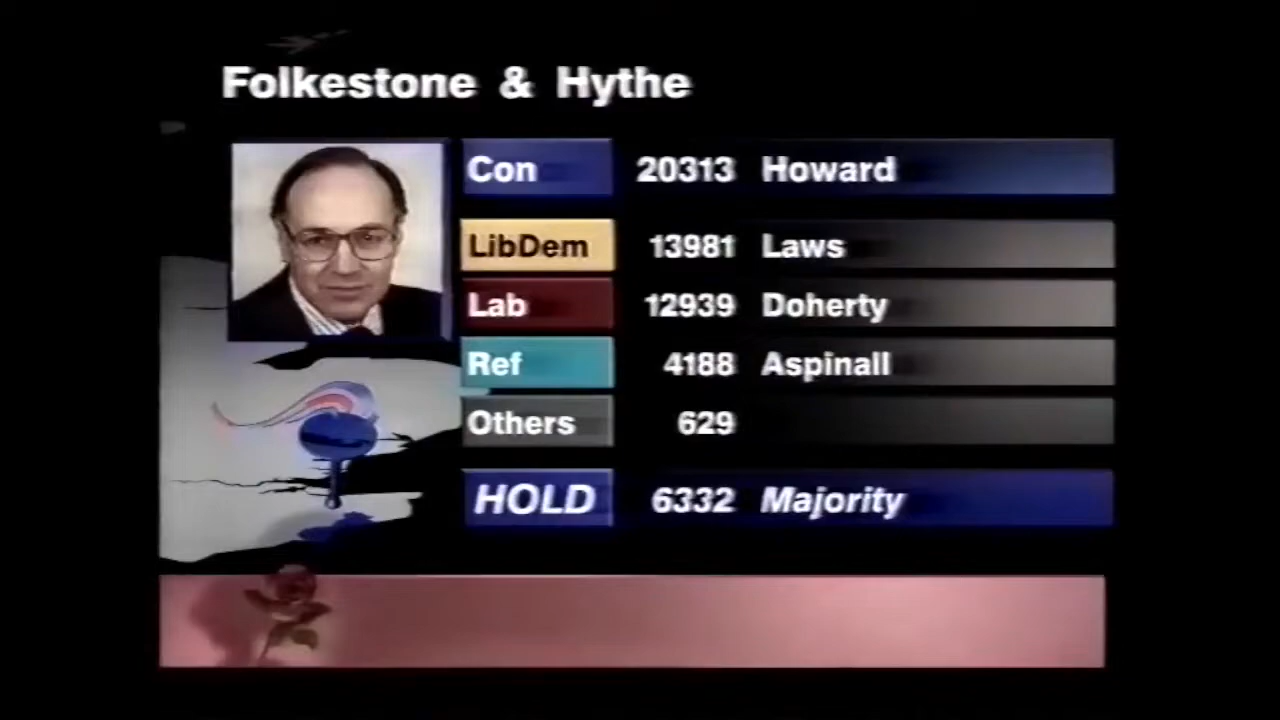 Folkestone & Hythe
Con 20313 Howard
LibDem 13981 Laws
Lab 12939 Doherty
Ref 4188 Aspinall
Others 629
HOLD 6332 Majority